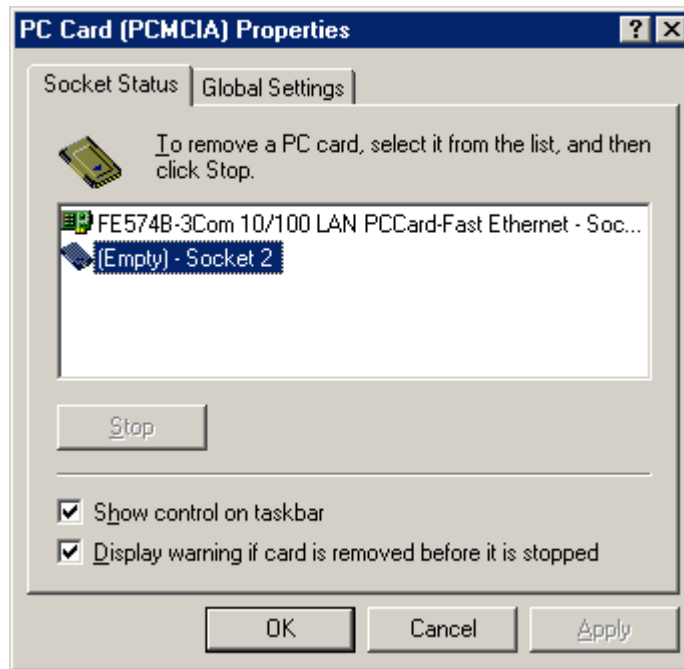 PC Card (PCMCIA) Properties
Socket Status
Global Settings
To remove a PC card, select it from the list, and then
click Stop.
FE574B-3Com 10/100 LAN PCCard-Fast Ethernet - Soc...
(Empty) - Socket 2
Stop
Show control on taskbar
Display warning if card is removed before it is stopped
OK
Cancel
Apply